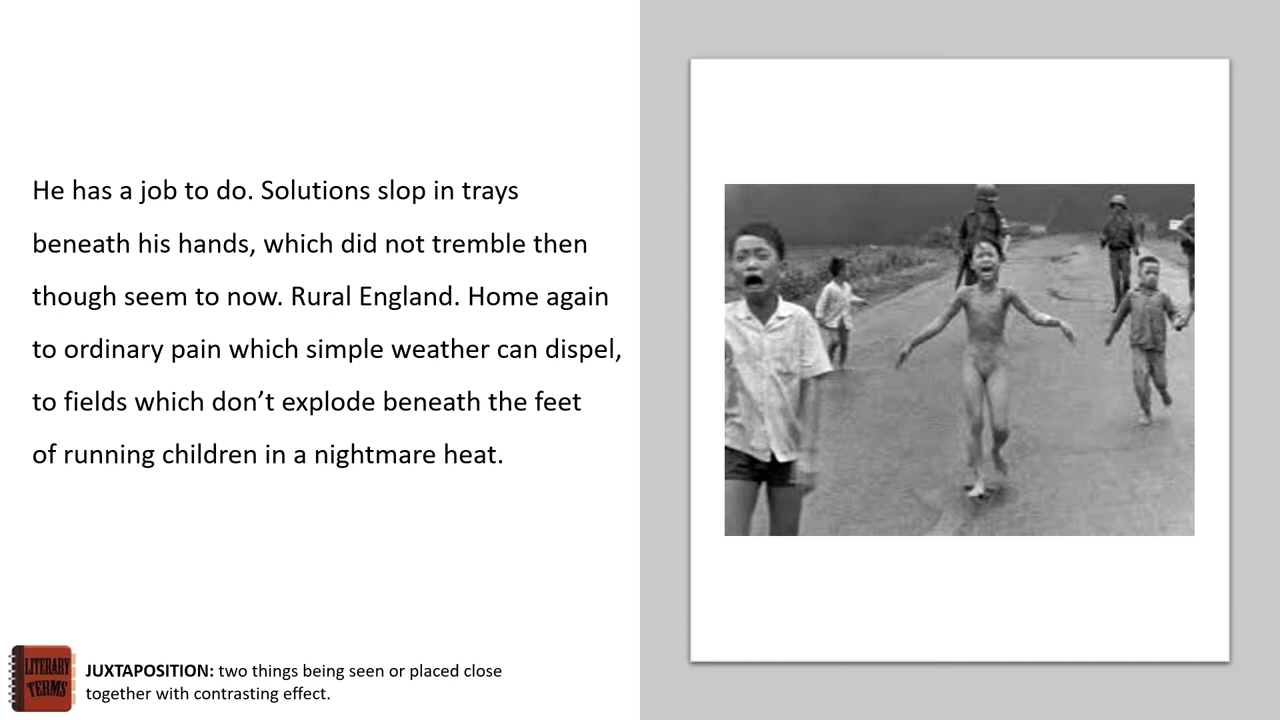 He has a job to do. Solutions slop in trays
beneath his hands, which did not tremble then
though seem to now. Rural England. Home again
to ordinary pain which simple weather can dispel,
to fields which don’t explode beneath the feet
of running children in a nightmare heat.
LITERARY
TERMS
JUXTAPOSITION: two things being seen or placed close
together with contrasting effect.